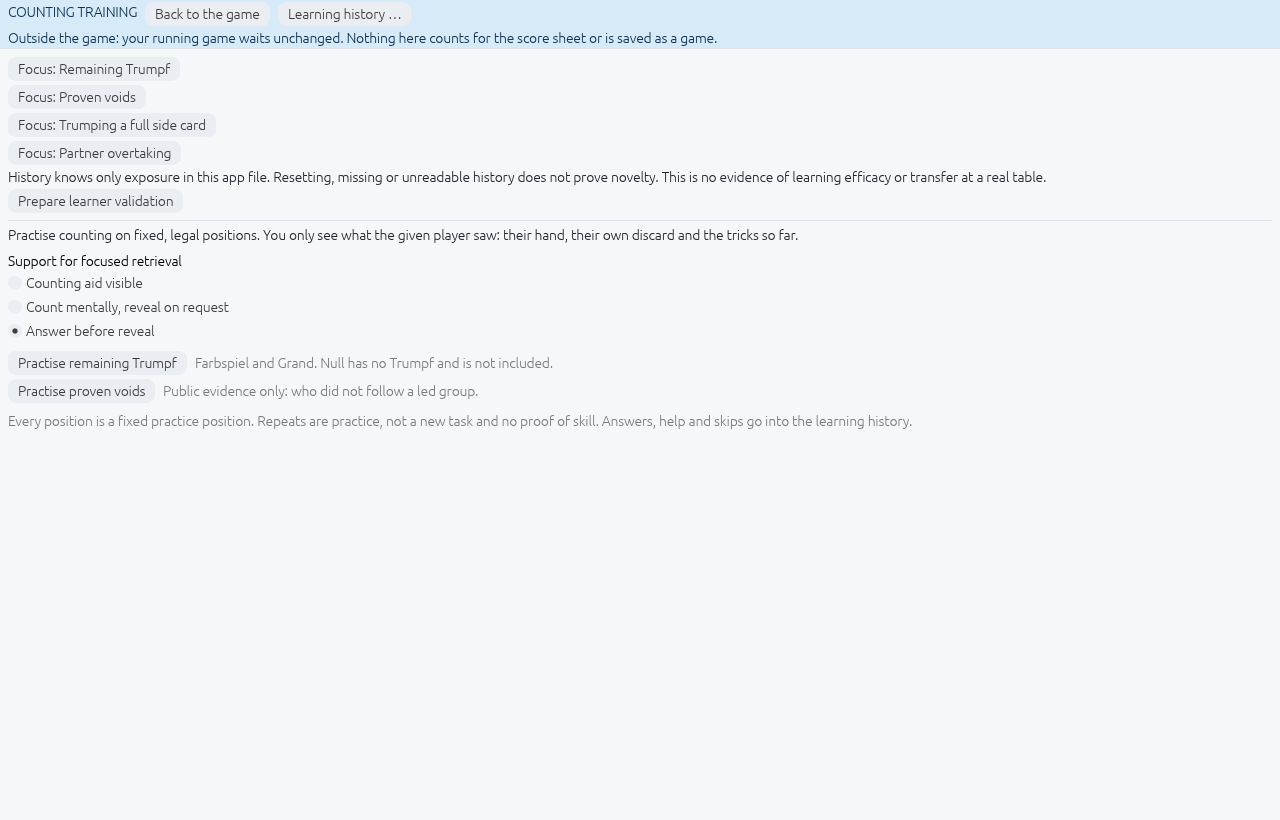 COUNTING TRAINING Back to the game Learning history ...
Outside the game: your running game waits unchanged. Nothing here counts for the score sheet or is saved as a game.
Focus: Remaining Trumpf
Focus: Proven voids
Focus: Trumping a full side card
Focus: Partner overtaking
History knows only exposure in this app file. Resetting, missing or unreadable history does not prove novelty. This is no evidence of learning efficacy or transfer at a real table.
Prepare learner validation
Practise counting on fixed, legal positions. You only see what the given player saw: their hand, their own discard and the tricks so far.
Support for focused retrieval
Counting aid visible
Count mentally, reveal on request
Answer before reveal
Practise remaining Trumpf Farbspiel and Grand. Null has no Trumpf and is not included.
Practise proven voids Public evidence only: who did not follow a led group.
Every position is a fixed practice position. Repeats are practice, not a new task and no proof of skill. Answers, help and skips go into the learning history.